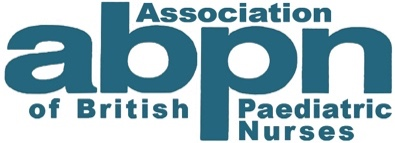 Association
abpn
of British Paediatric
Nurses